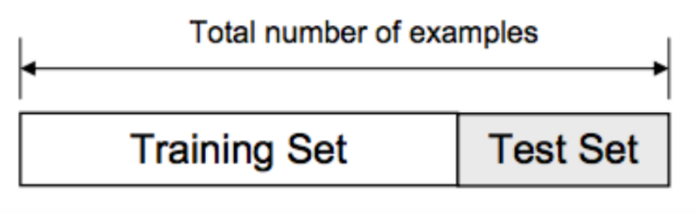 Total number of examples
Training Set
Test Set